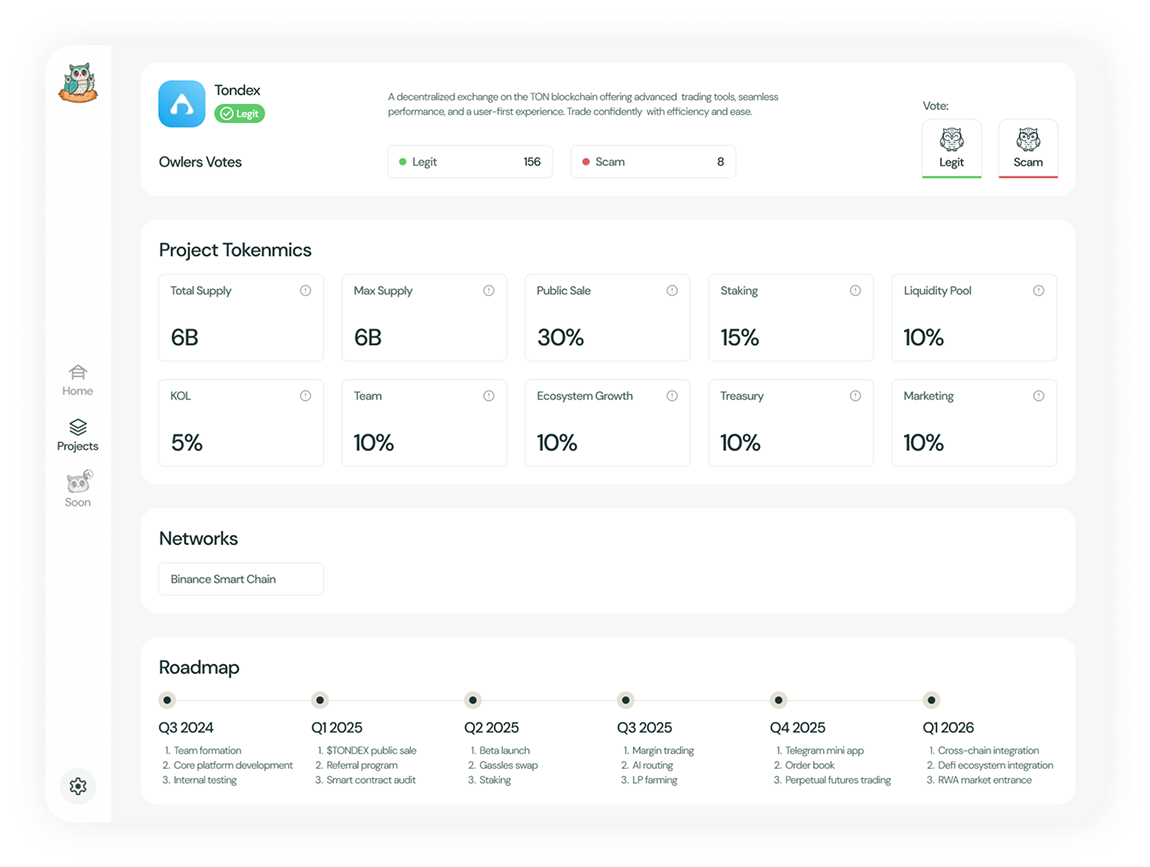 Tondex
Legit
A decentralized exchange on the TON blockchain offering advanced trading tools, seamless
performance, and a user-first experience. Trade confidently with efficiency and ease.
Vote:
Legit
Scam
Owlers Votes
Legit 156
Scam 8
Home
Projects
Soon
Project Tokenmics
Total Supply
6B
Max Supply
6B
Public Sale
30%
Staking
15%
Liquidity Pool
10%
KOL
5%
Team
10%
Ecosystem Growth
10%
Treasury
10%
Marketing
10%
Networks
Binance Smart Chain
Roadmap
Q3 2024
1. Team formation
2. Core platform development
3. Internal testing
Q1 2025
1. $TONDEX public sale
2. Referral program
3. Smart contract audit
Q2 2025
1. Beta launch
2. Gassles swap
3. Staking
Q3 2025
1. Margin trading
2. AI routing
3. LP farming
Q4 2025
1. Telegram mini app
2. Order book
3. Perpetual futures trading
Q1 2026
1. Cross-chain integration
2. Defi ecosystem integration
3. RWA market entrance